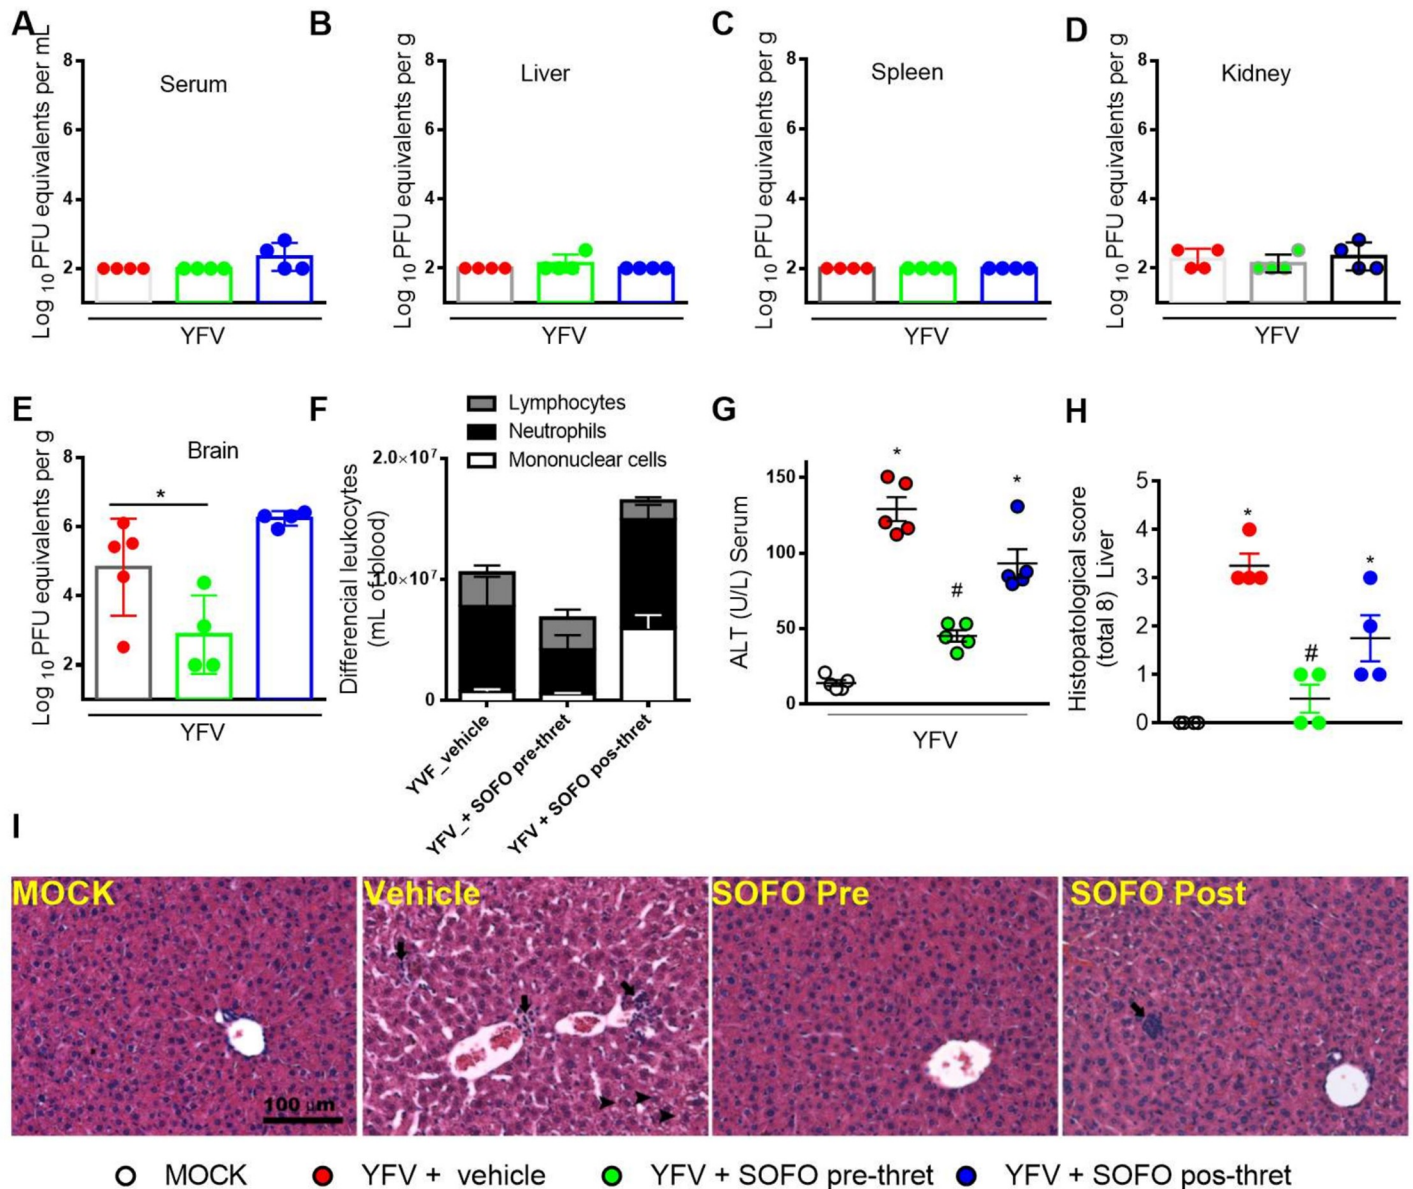 A
Log 10 PFU equivalents per mL
8
6
4
2
Serum
YFV
B
Log 10 PFU equivalents per g
8
6
4
2
Liver
YFV
C
Log 10 PFU equivalents per g
8
6
4
2
Spleen
YFV
D
Log 10 PFU equivalents per g
8
6
4
2
Kidney
YFV
E
Log 10 PFU equivalents per g
8
6
4
2
Brain
*
YFV
F
Lymphocytes
Neutrophils
Mononuclear cells
Differencial leukocytes
(mL of blood)
2.0×10⁷
1.0×10⁷
0
YVF_vehicle
YFV_+ SOFO pre-thret
YFV + SOFO pos-thret
G
ALT (U/L) Serum
150
100
50
0
*
#
*
YFV
H
Histopatological score
(total 8) Liver
5
4
3
2
1
0
*
#
*
I
MOCK
100 µm
Vehicle
SOFO Pre
SOFO Post
MOCK
YFV + vehicle
YFV + SOFO pre-thret
YFV + SOFO pos-thret